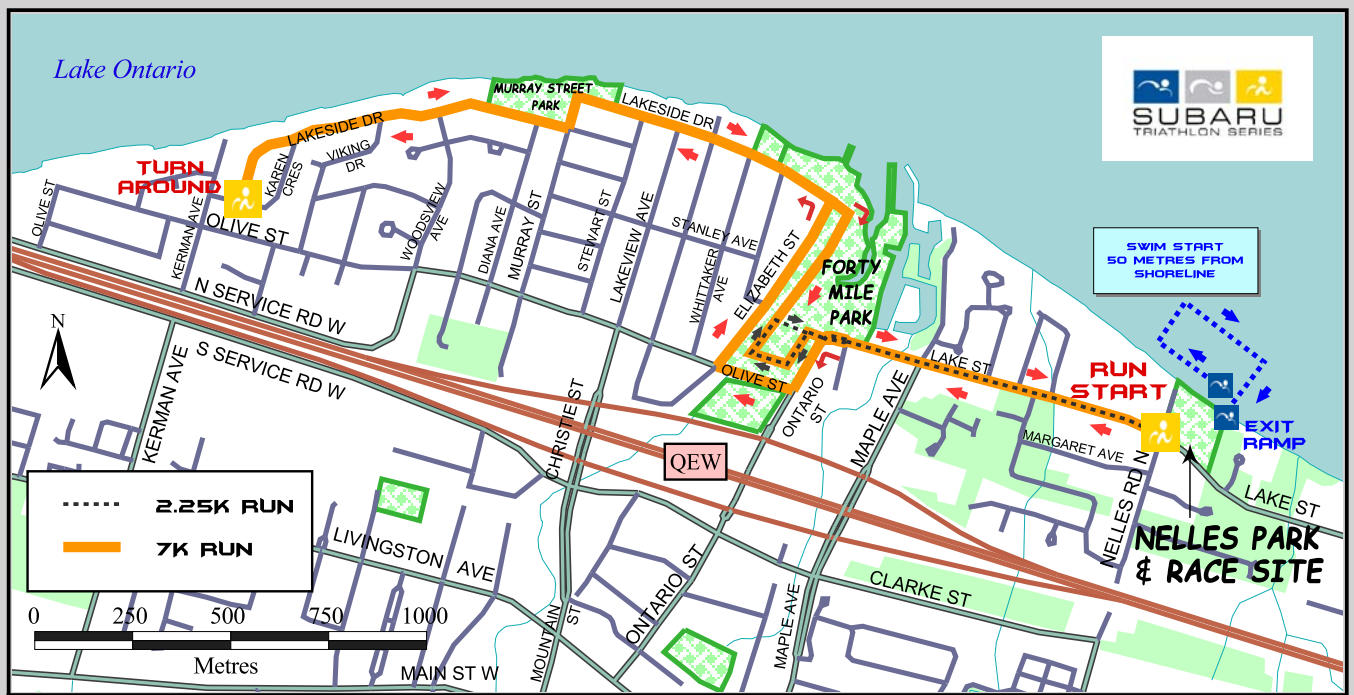 Lake Ontario
SUBARU
TRIATHLON SERIES
MURRAY STREET
PARK
LAKESIDE DR
LAKESIDE DR
VIKING
DR
KAREN
CRES
TURN
AROUND
OLIVE ST
KERMAN AVE
OLIVE ST
WOODSVIEW
AVE
DIANA AVE
MURRAY ST
STEWART ST
LAKEVIEW AVE
STANLEY AVE
WHITTAKER
AVE
ELIZABETH ST
FORTY
MILE
PARK
SWIM START
50 METRES FROM
SHORELINE
N SERVICE RD W
S SERVICE RD W
N
KERMAN AVE
OLIVE ST
LAKE ST
RUN
START
EXIT
RAMP
ONTARIO
ST
MAPLE AVE
MARGARET AVE
NELLES RD N
LAKE ST
CHRISTIE ST
QEW
NELLES PARK
& RACE SITE
2.25K RUN
7K RUN
LIVINGSTON AVE
CLARKE ST
ONTARIO ST
MOUNTAIN
ST
MAPLE AVE
0 250 500 750 1000
Metres
MAIN ST W